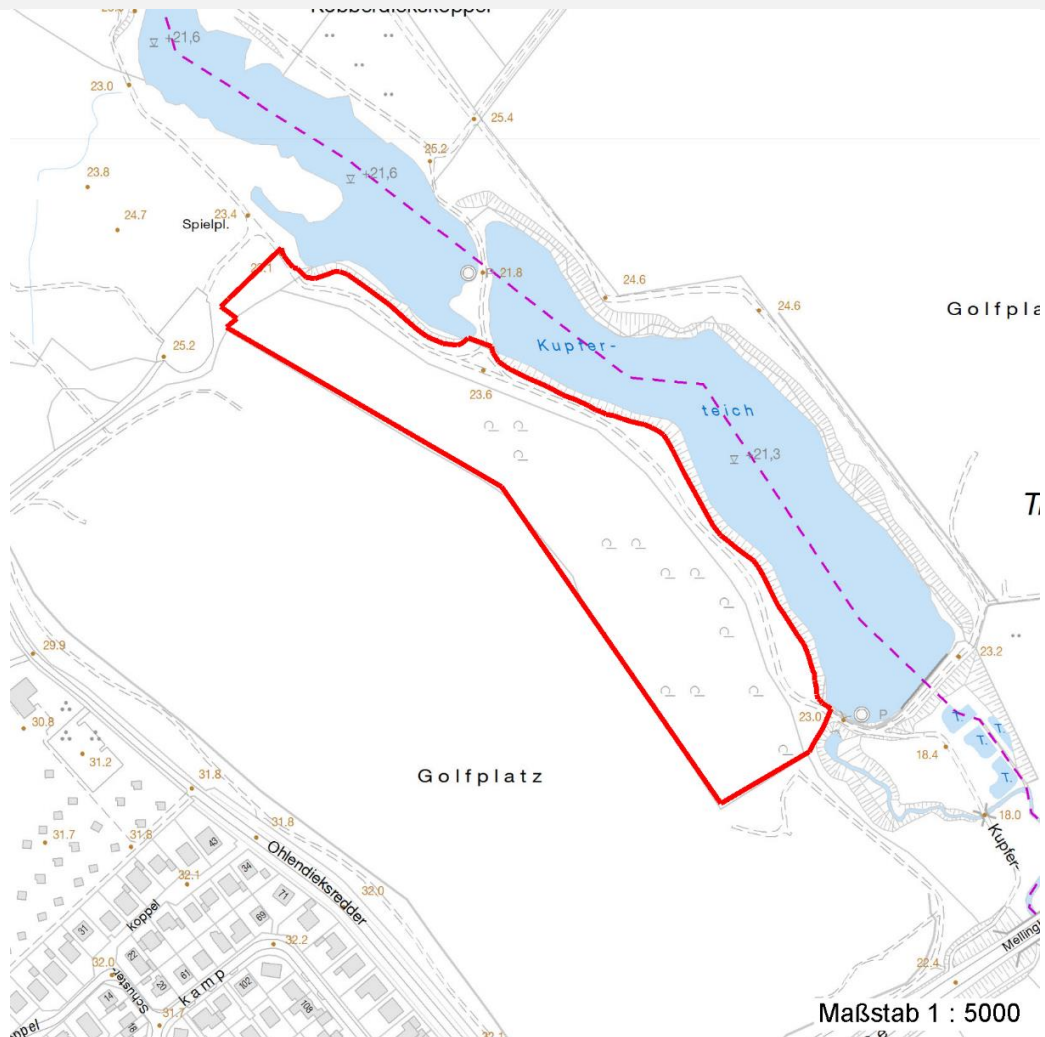 +21,6
23.0
25.4
25.2
+21,6
23.8
24.7
23.4
Spielpl.
21.8
24.6
24.6
Golfpla
25.2
Kupfer-
23.6
teich
+21,3
29.9
23.2
30.8
23.0
P
T.
T.
T.
T.
18.4
31.2
Golfplatz
31.8
18.0
31.7
31.8
43
31.8
Kupfer-
Ohlendieksredder
34
32.1
71
32.0
koppel
31
69
32.2
22
Melling
32.0
20
61
kamp
102
22.4
14
Schuster-
108
31.7
16
Maßstab 1 : 5000